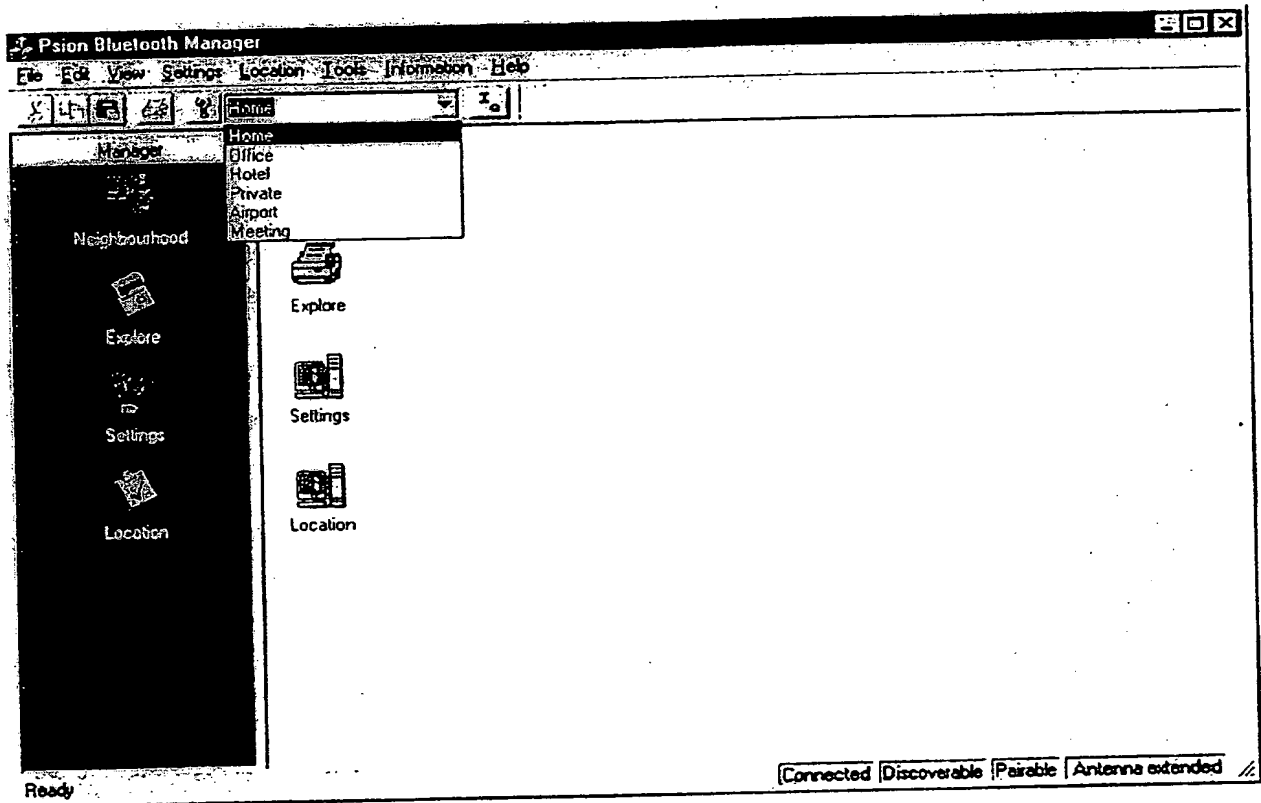 Psion Bluetooth Manager
File Edit View Settings Location Tools Information Help
Home
Home
Office
Hotel
Private
Airport
Meeting
Manager
Neighbourhood
Explore
Settings
Location
Explore
Settings
Location
Ready
Connected Discoverable Pairable Antenna extended